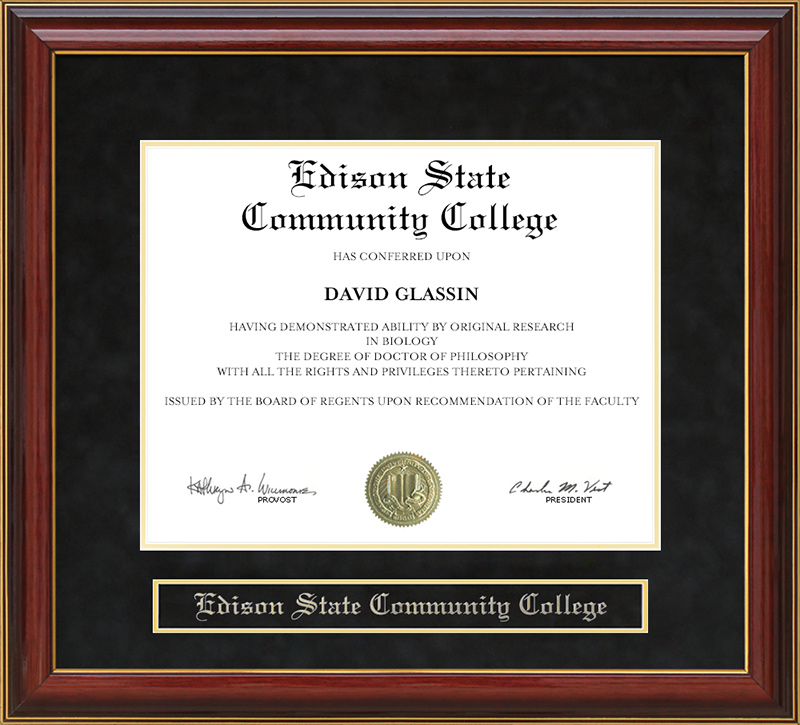 Edison State
Community College
HAS CONFERRED UPON
DAVID GLASSIN
HAVING DEMONSTRATED ABILITY BY ORIGINAL RESEARCH
IN BIOLOGY
THE DEGREE OF DOCTOR OF PHILOSOPHY
WITH ALL THE RIGHTS AND PRIVILEGES THERETO PERTAINING
ISSUED BY THE BOARD OF REGENTS UPON RECOMMENDATION OF THE FACULTY
Charles M. Vest
PROVOST
PRESIDENT
Edison State Community College